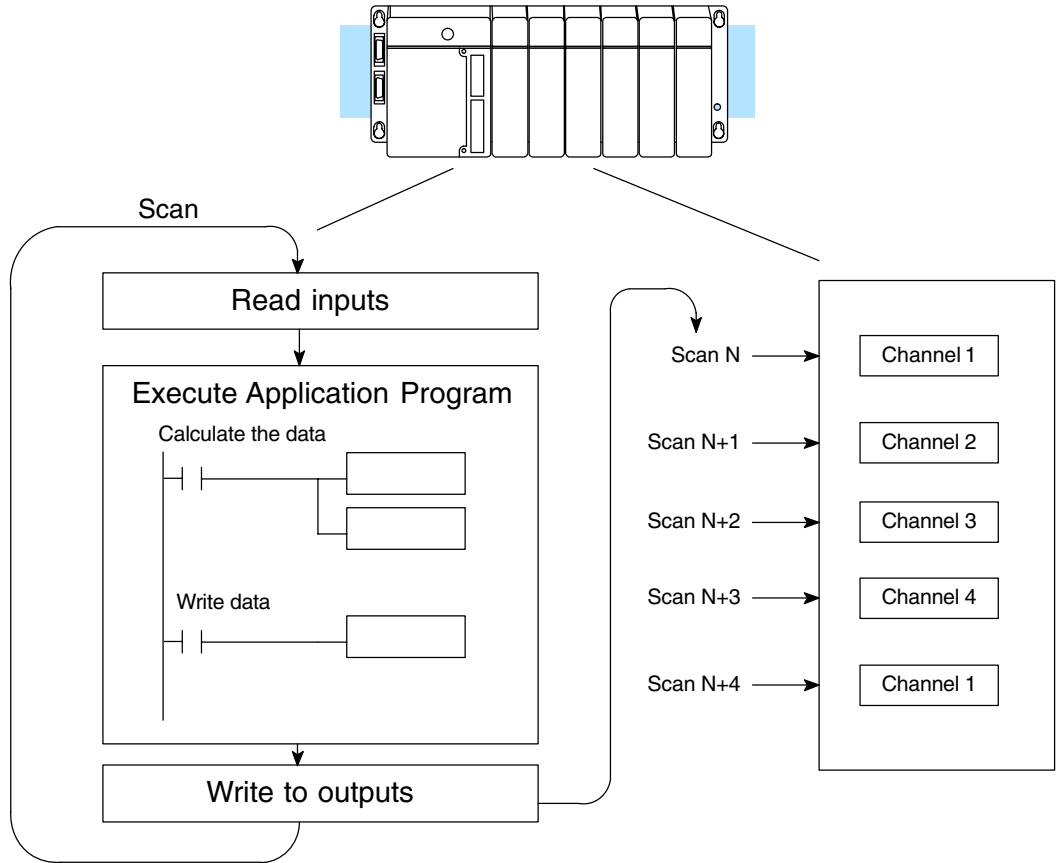 Scan
Read inputs
Execute Application Program
Calculate the data
Write data
Write to outputs
Scan N
Channel 1
Scan N+1
Channel 2
Scan N+2
Channel 3
Scan N+3
Channel 4
Scan N+4
Channel 1